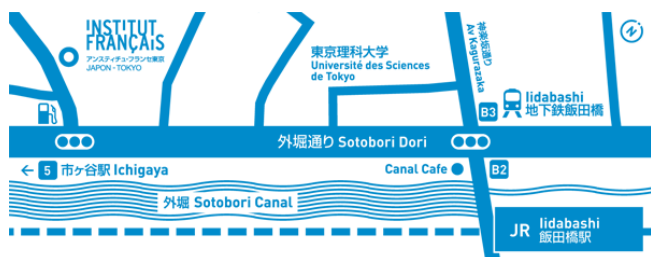 INSTITUT
FRANÇAIS
アンスティチュ・フランセ東京
JAPON - TOKYO
東京理科大学
Université des Sciences
de Tokyo
神楽坂通り
Av Kagurazaka
N
B3
Iidabashi
地下鉄飯田橋
外堀通り Sotobori Dori
← 5 市ヶ谷駅 Ichigaya
Canal Cafe
B2
外堀 Sotobori Canal
JR Iidabashi
飯田橋駅